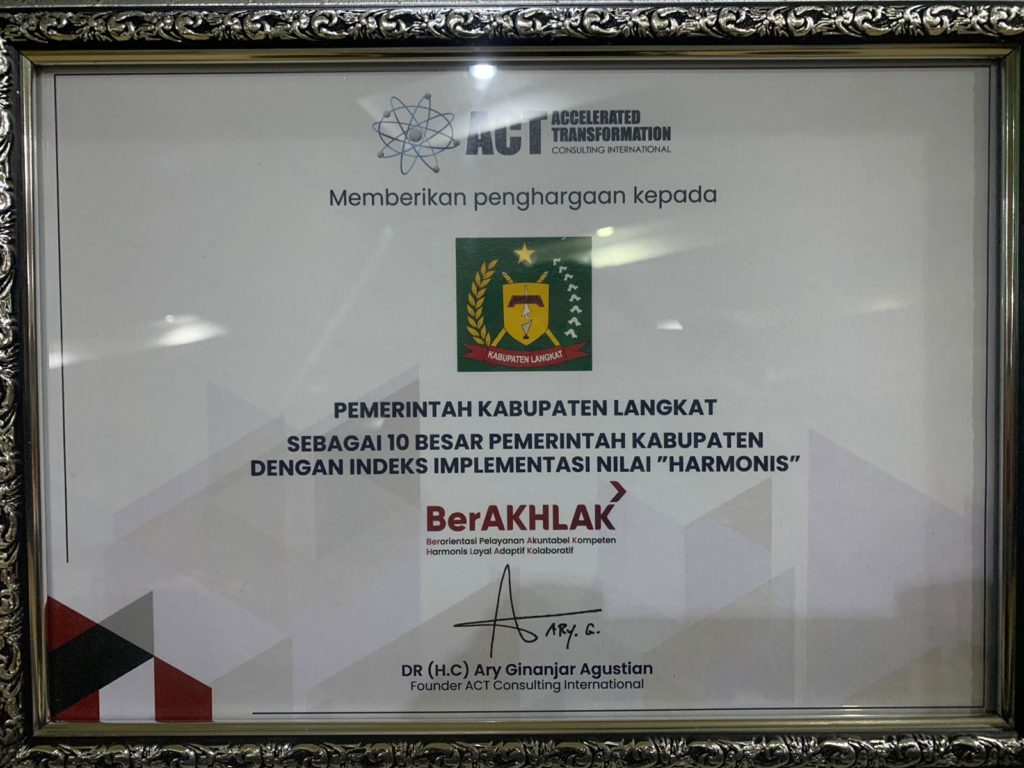 ACT ACCELERATED
TRANSFORMATION
CONSULTING INTERNATIONAL
Memberikan penghargaan kepada
KABUPATEN LANGKAT
PEMERINTAH KABUPATEN LANGKAT
SEBAGAI 10 BESAR PEMERINTAH KABUPATEN
DENGAN INDEKS IMPLEMENTASI NILAI ”HARMONIS”
BerAKHLAK
Berorientasi Pelayanan Akuntabel Kompeten
Harmonis Loyal Adaptif Kolaboratif
ARY. G.
DR (H.C) Ary Ginanjar Agustian
Founder ACT Consulting International